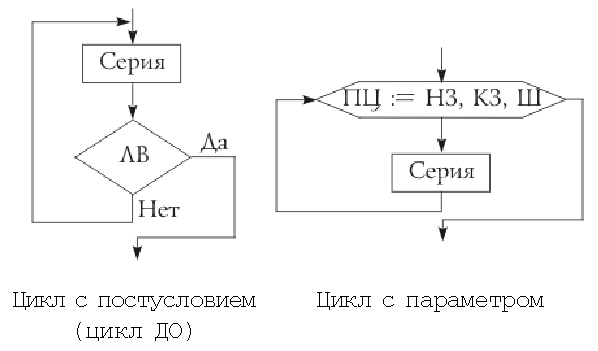 Серия
ЛВ
Да
Нет
Цикл с постусловием
(цикл ДО)
ПЦ := НЗ, КЗ, Ш
Серия
Цикл с параметром